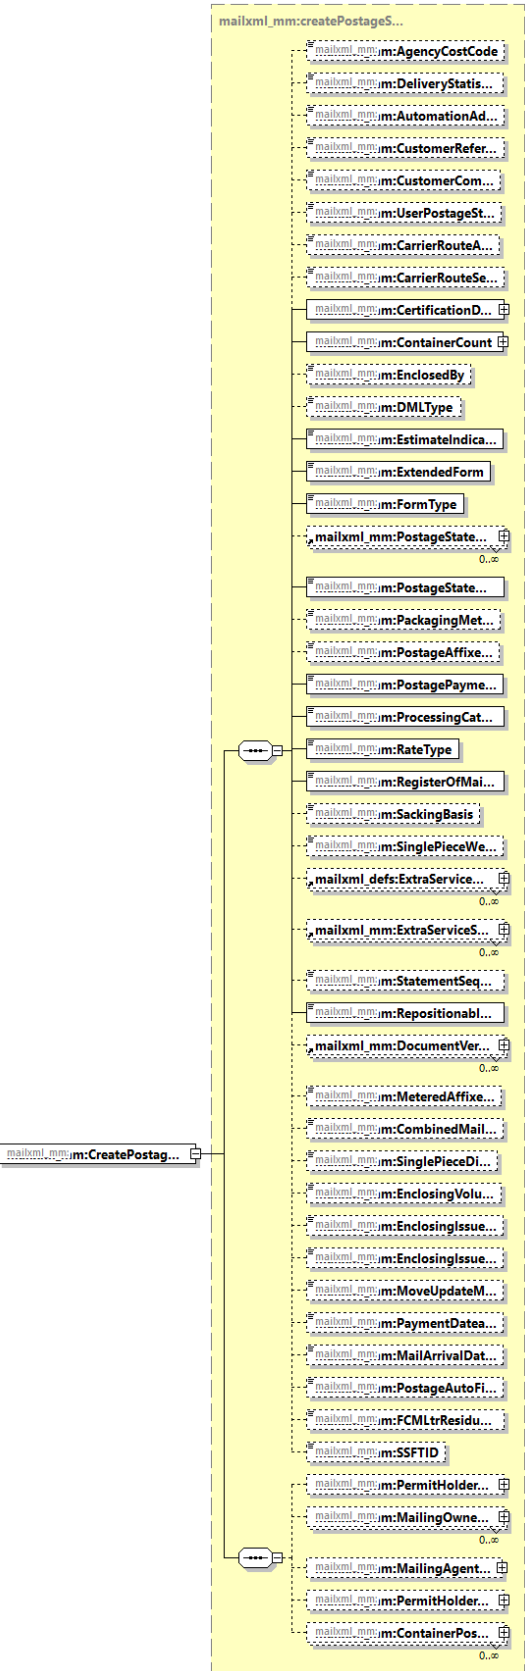 mailxml_mm:createPostageS...
mailxml_mm:AgencyCostCode
mailxml_mm:DeliveryStatis...
mailxml_mm:AutomationAd...
mailxml_mm:CustomerRefer...
mailxml_mm:CustomerCom...
mailxml_mm:UserPostageSt...
mailxml_mm:CarrierRouteA...
mailxml_mm:CarrierRouteSe...
mailxml_mm:CertificationD...
mailxml_mm:ContainerCount
mailxml_mm:EnclosedBy
mailxml_mm:DMLType
mailxml_mm:EstimateIndica...
mailxml_mm:ExtendedForm
mailxml_mm:FormType
mailxml_mm:PostageState...
0..∞
mailxml_mm:PostageState...
mailxml_mm:PackagingMet...
mailxml_mm:PostageAffixe...
mailxml_mm:PostagePayme...
mailxml_mm:ProcessingCat...
mailxml_mm:RateType
mailxml_mm:RegisterOfMai...
mailxml_mm:SackingBasis
mailxml_mm:SinglePieceWe...
mailxml_defs:ExtraService...
0..∞
mailxml_mm:ExtraServiceS...
0..∞
mailxml_mm:StatementSeq...
mailxml_mm:Repositionabl...
mailxml_mm:DocumentVer...
0..∞
mailxml_mm:MeteredAffixe...
mailxml_mm:CombinedMail...
mailxml_mm:CreatePostag...
mailxml_mm:SinglePieceDi...
mailxml_mm:EnclosingVolu...
mailxml_mm:EnclosingIssue...
mailxml_mm:EnclosingIssue...
mailxml_mm:MoveUpdateM...
mailxml_mm:PaymentDatea...
mailxml_mm:MailArrivalDat...
mailxml_mm:PostageAutoFi...
mailxml_mm:FCMLtrResidu...
mailxml_mm:SSFTID
mailxml_mm:PermitHolder...
mailxml_mm:MailingOwne...
0..∞
mailxml_mm:MailingAgent...
mailxml_mm:PermitHolder...
mailxml_mm:ContainerPos...
0..∞